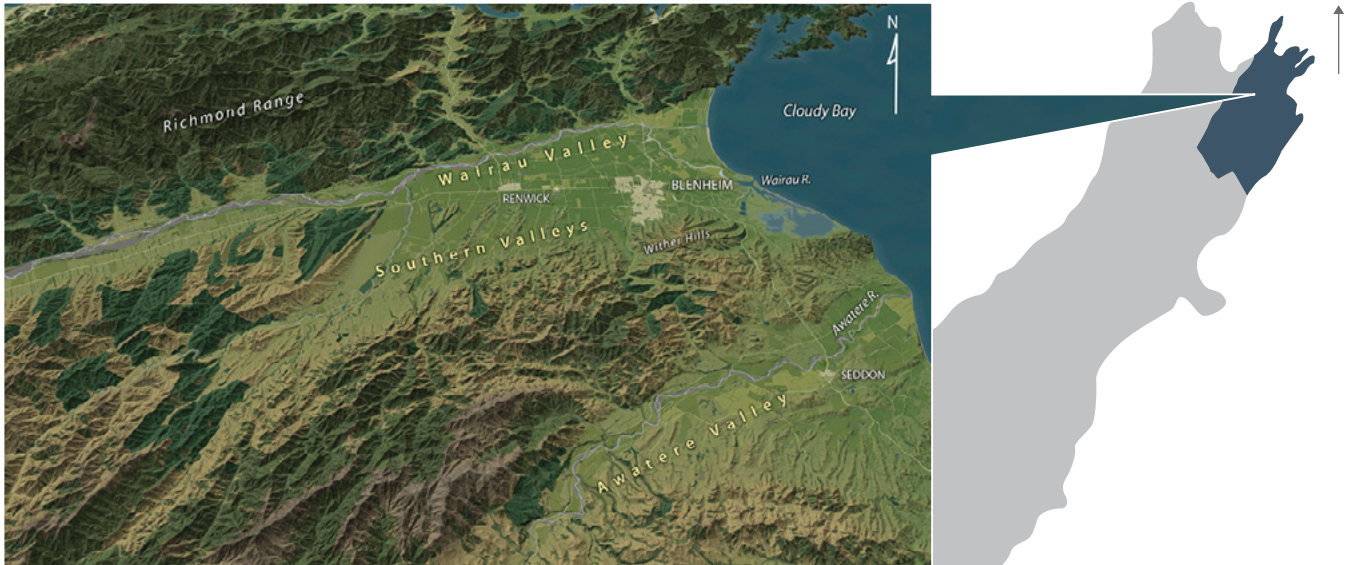 N
Richmond Range
Cloudy Bay
Wairau Valley
BLENHEIM
Wairau R.
RENWICK
Southern Valleys
Wither Hills
Awatere R.
SEDDON
Awatere Valley